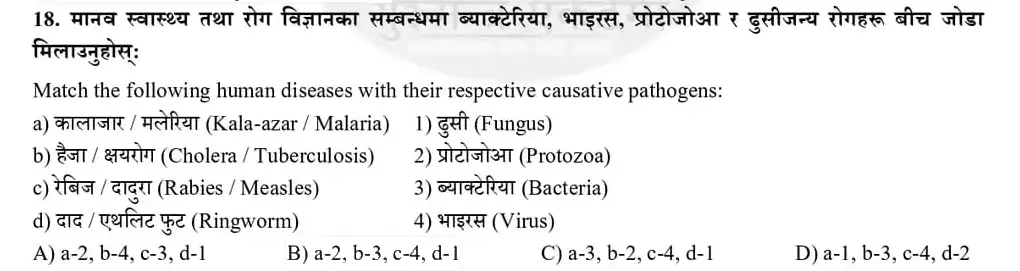 18. मानव स्वास्थ्य तथा रोग विज्ञानका सम्बन्धमा ब्याक्टेरिया, भाइरस, प्रोटोजोआ र ढुसीजन्य रोगहरू बीच जोडा
मिलाउनुहोस्:
Match the following human diseases with their respective causative pathogens:
a) कालाजार / मलेरिया (Kala-azar / Malaria) 1) ढुसी (Fungus)
b) हैजा / क्षयरोग (Cholera / Tuberculosis) 2) प्रोटोजोआ (Protozoa)
c) रेबिज / दादुरा (Rabies / Measles) 3) ब्याक्टेरिया (Bacteria)
d) दाद / एथलिट फुट (Ringworm) 4) भाइरस (Virus)
A) a-2, b-4, c-3, d-1 B) a-2, b-3, c-4, d-1 C) a-3, b-2, c-4, d-1 D) a-1, b-3, c-4, d-2